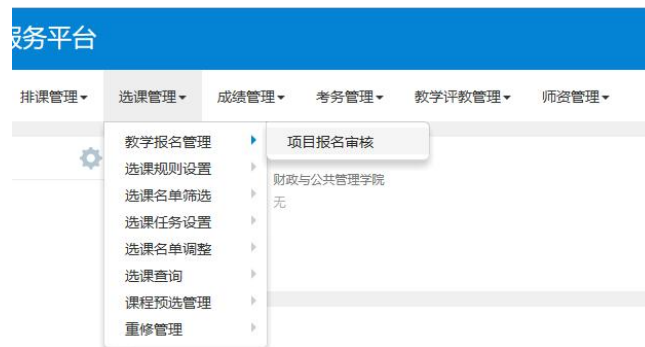 服务平台
排课管理 选课管理 成绩管理 考务管理 教学评教管理 师资管理
教学报名管理 项目报名审核
选课规则设置 财政与公共管理学院
选课名单筛选 无
选课任务设置
选课名单调整
选课查询
课程预选管理
重修管理